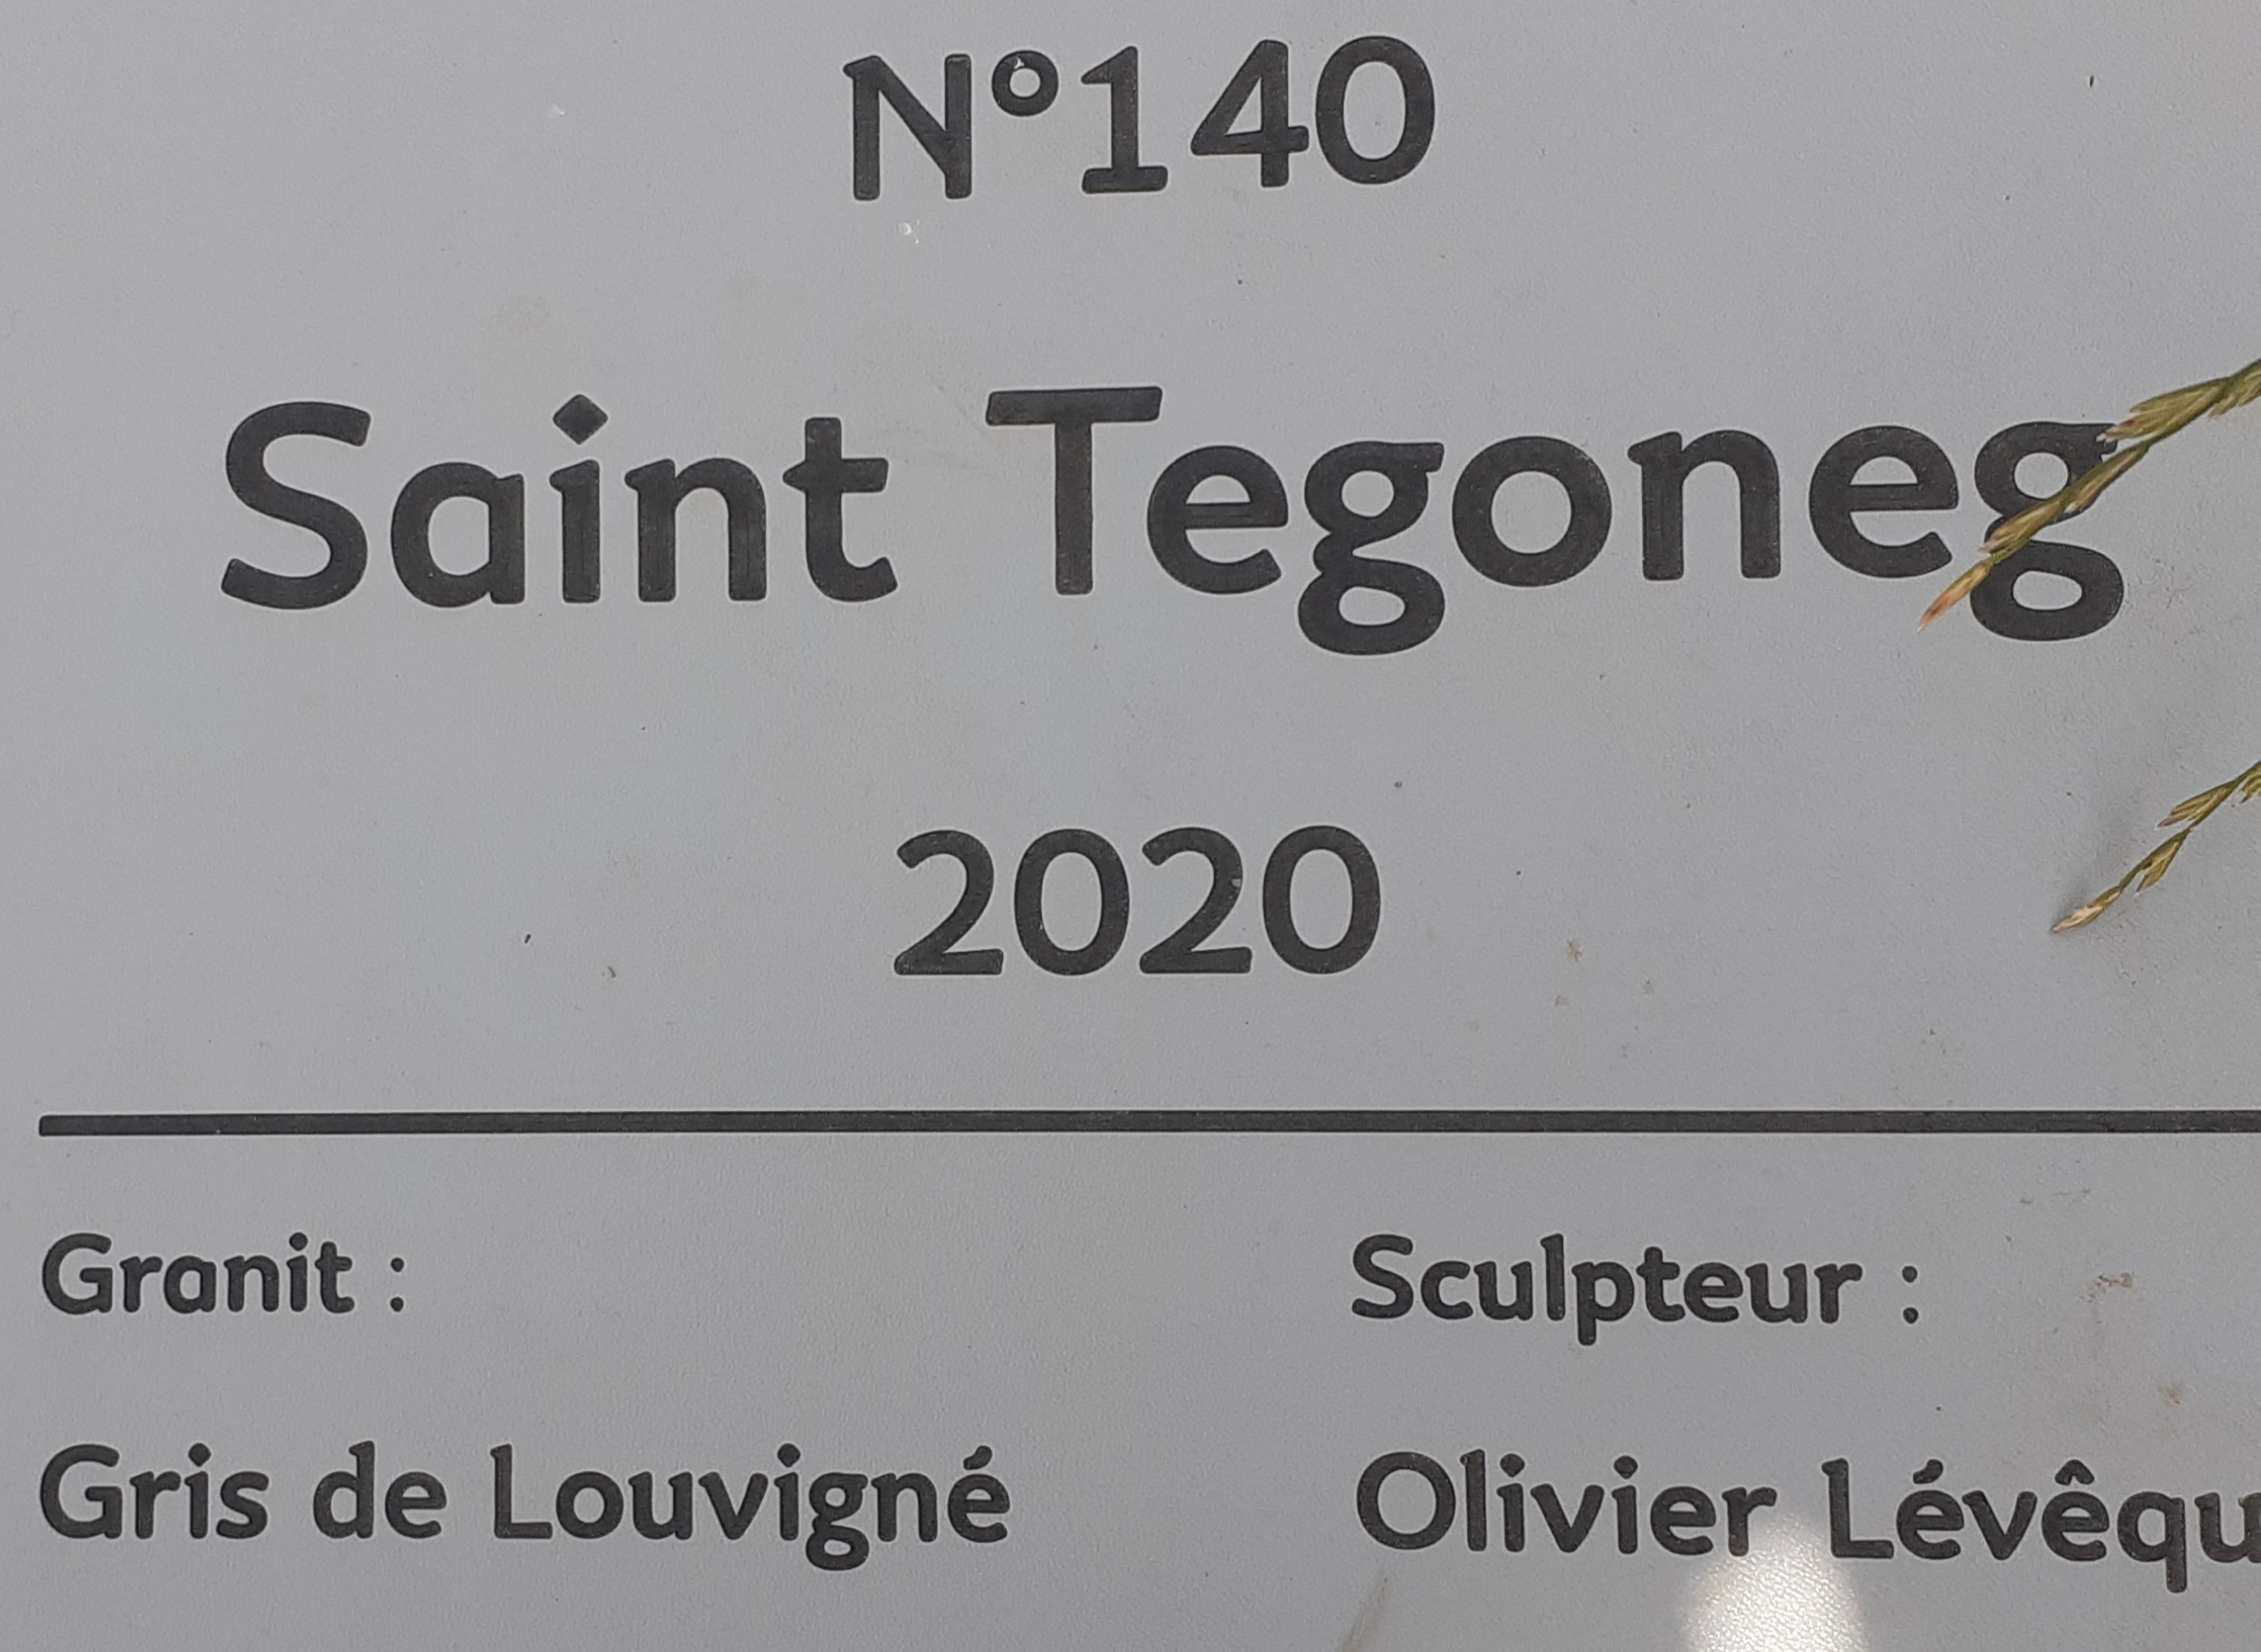 N°140
Saint Tegoneg
2020
Granit :
Sculpteur :
Gris de Louvigné
Olivier Lévêqu